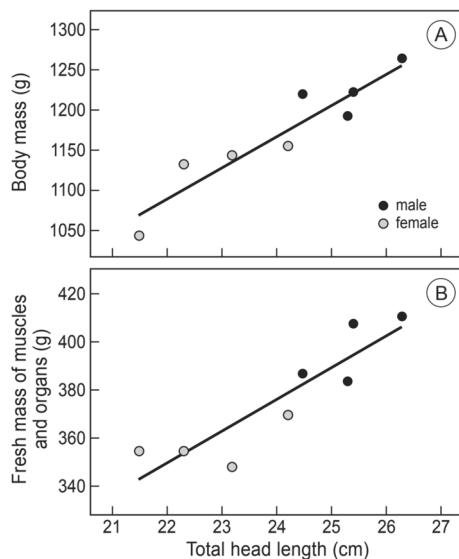 Body mass (g)
1300
1250
1200
1150
1100
1050
A
male
female
Fresh mass of muscles
and organs (g)
420
400
380
360
340
B
21 22 23 24 25 26 27
Total head length (cm)